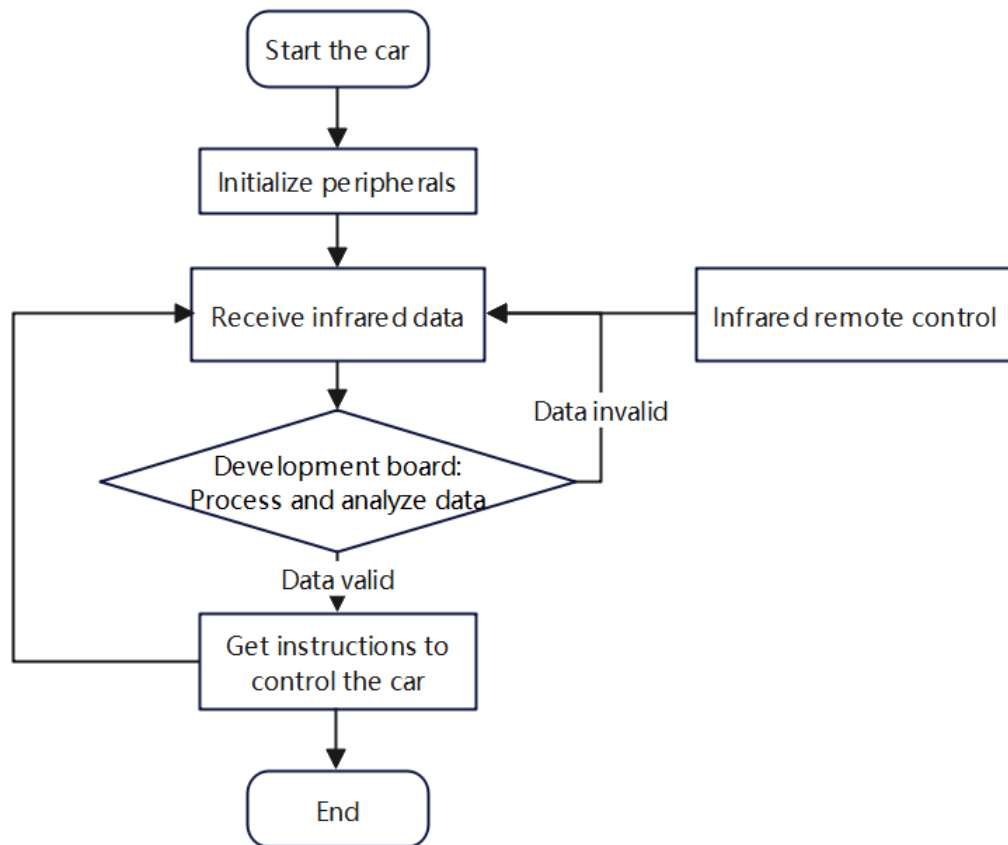 Start the car
Initialize peripherals
Receive infrared data
Infrared remote control
Data invalid
Development board:
Process and analyze data
Data valid
Get instructions to
control the car
End